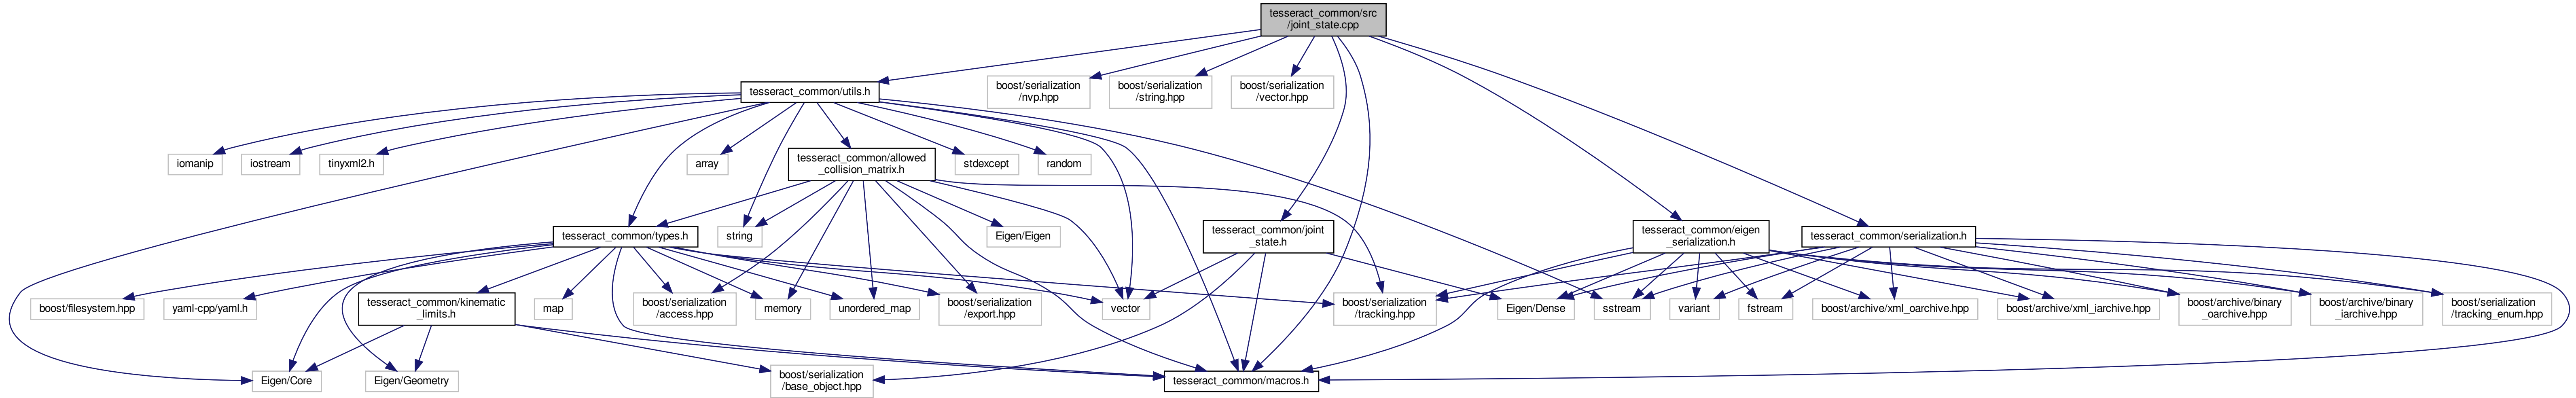 tesseract_common/src
/joint_state.cpp
tesseract_common/utils.h
boost/serialization
/nvp.hpp
boost/serialization
/string.hpp
boost/serialization
/vector.hpp
iomanip
iostream
tinyxml2.h
array
tesseract_common/allowed
_collision_matrix.h
stdexcept
random
tesseract_common/types.h
string
Eigen/Eigen
tesseract_common/joint
_state.h
tesseract_common/eigen
_serialization.h
tesseract_common/serialization.h
boost/filesystem.hpp
yaml-cpp/yaml.h
tesseract_common/kinematic
_limits.h
map
boost/serialization
/access.hpp
memory
unordered_map
boost/serialization
/export.hpp
vector
boost/serialization
/tracking.hpp
Eigen/Dense
sstream
variant
fstream
boost/archive/xml_oarchive.hpp
boost/archive/xml_iarchive.hpp
boost/archive/binary
_oarchive.hpp
boost/archive/binary
_iarchive.hpp
boost/serialization
/tracking_enum.hpp
Eigen/Core
Eigen/Geometry
boost/serialization
/base_object.hpp
tesseract_common/macros.h